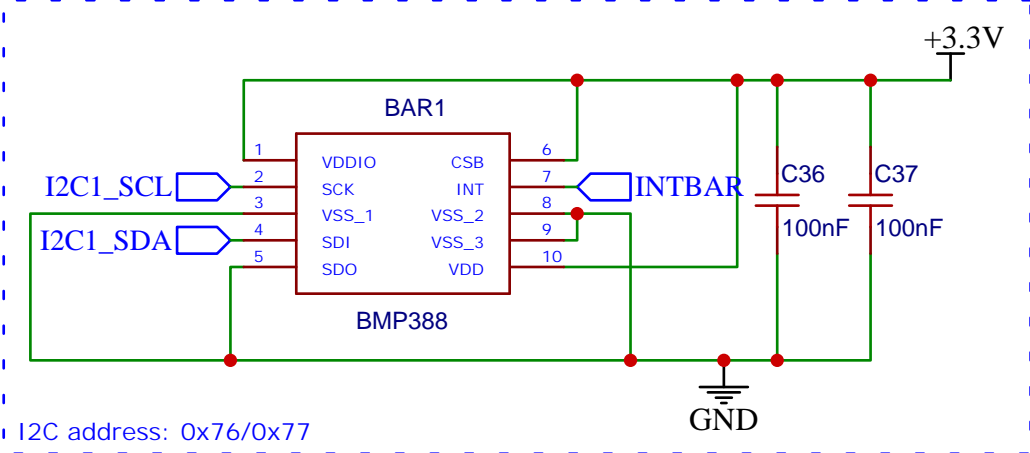 +3.3V
BAR1
1 VDDIO CSB 6
I2C1_SCL 2 SCK INT 7 INTBAR
3 VSS_1 VSS_2 8
I2C1_SDA 4 SDI VSS_3 9
5 SDO VDD 10
C36 C37
100nF 100nF
BMP388
GND
I2C address: 0x76/0x77